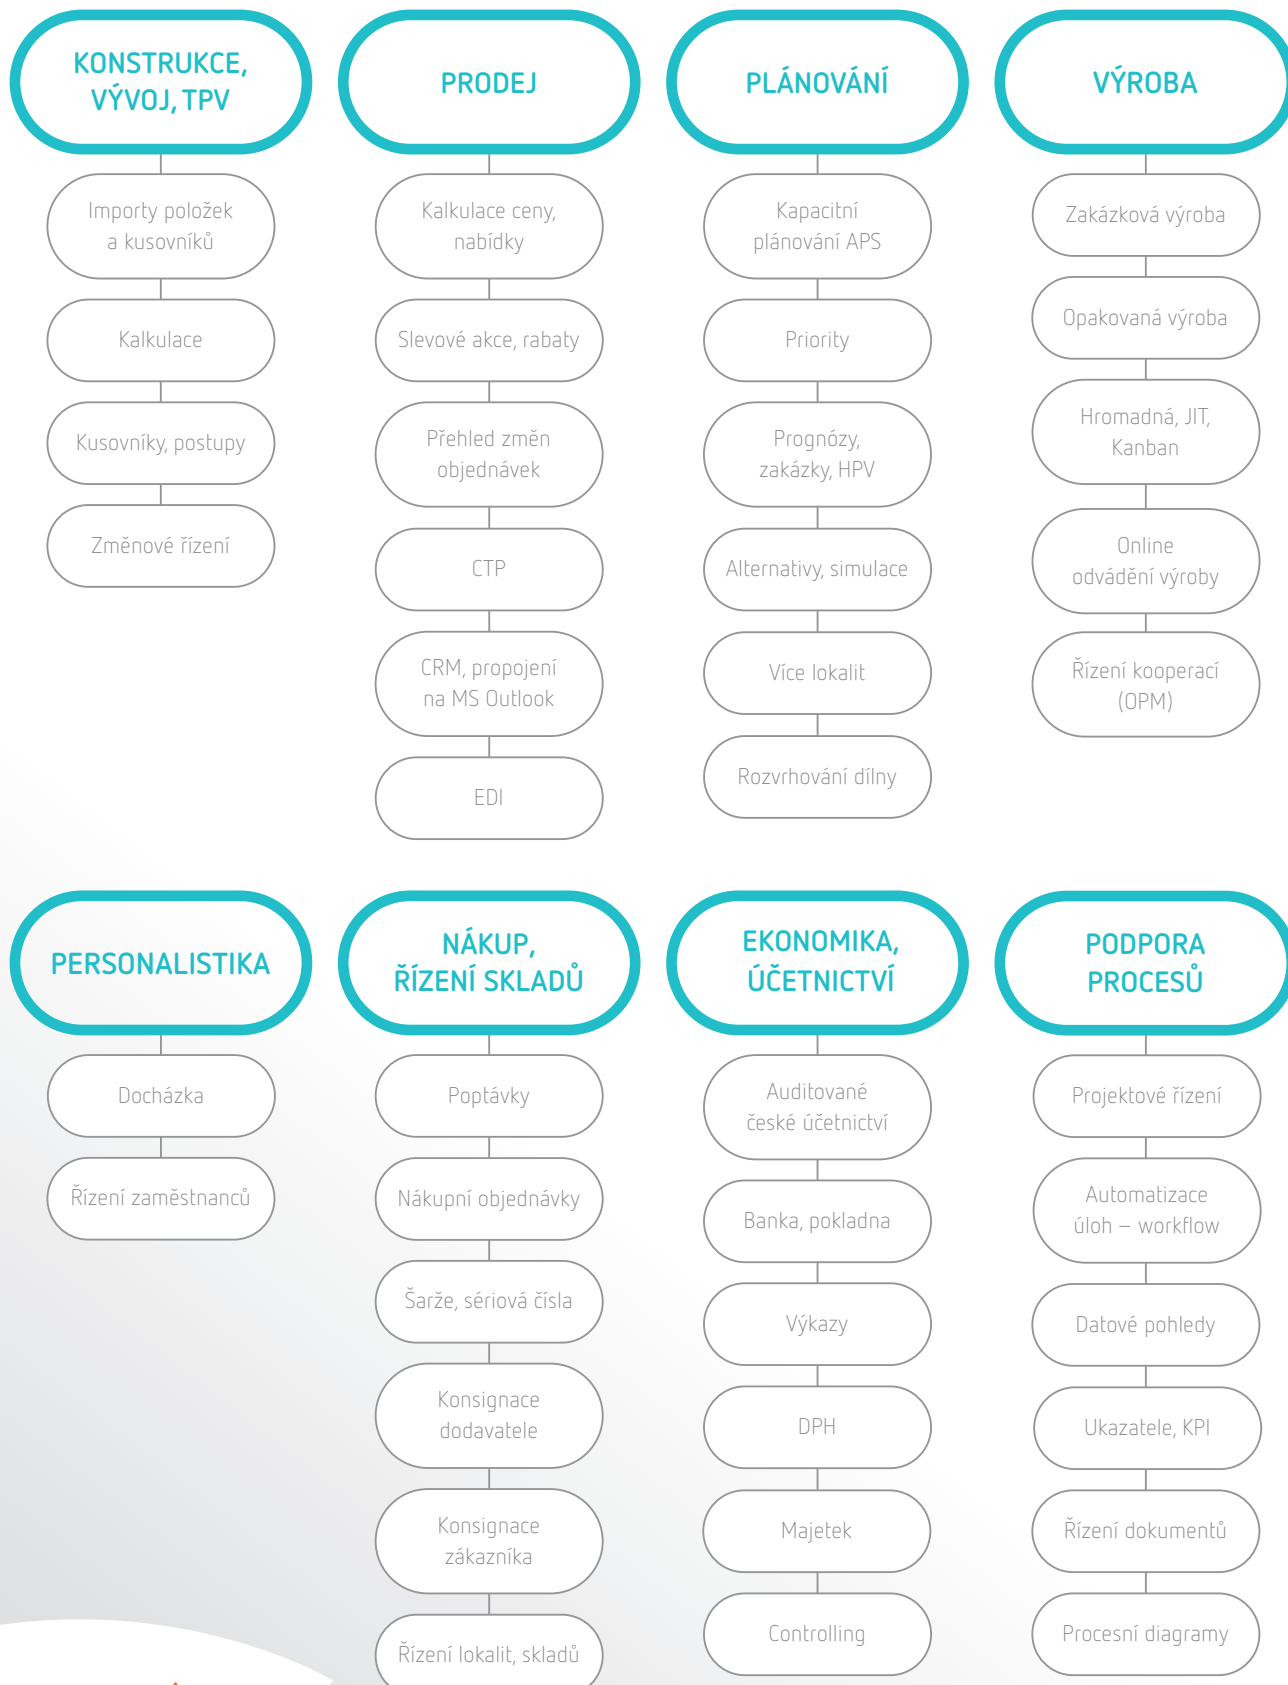 KONSTRUKCE,
VÝVOJ, TPV
Importy položek
a kusovníků
Kalkulace
Kusovníky, postupy
Změnové řízení
PRODEJ
Kalkulace ceny,
nabídky
Slevové akce, rabaty
Přehled změn
objednávek
CTP
CRM, propojení
na MS Outlook
EDI
PLÁNOVÁNÍ
Kapacitní
plánování APS
Priority
Prognózy,
zakázky, HPV
Alternativy, simulace
Více lokalit
Rozvrhování dílny
VÝROBA
Zakázková výroba
Opakovaná výroba
Hromadná, JIT,
Kanban
Online
odvádění výroby
Řízení kooperací
(OPM)
PERSONALISTIKA
Docházka
Řízení zaměstnanců
NÁKUP,
ŘÍZENÍ SKLADŮ
Poptávky
Nákupní objednávky
Šarže, sériová čísla
Konsignace
dodavatele
Konsignace
zákazníka
Řízení lokalit, skladů
EKONOMIKA,
ÚČETNICTVÍ
Auditované
české účetnictví
Banka, pokladna
Výkazy
DPH
Majetek
Controlling
PODPORA
PROCESŮ
Projektové řízení
Automatizace
úloh – workflow
Datové pohledy
Ukazatele, KPI
Řízení dokumentů
Procesní diagramy